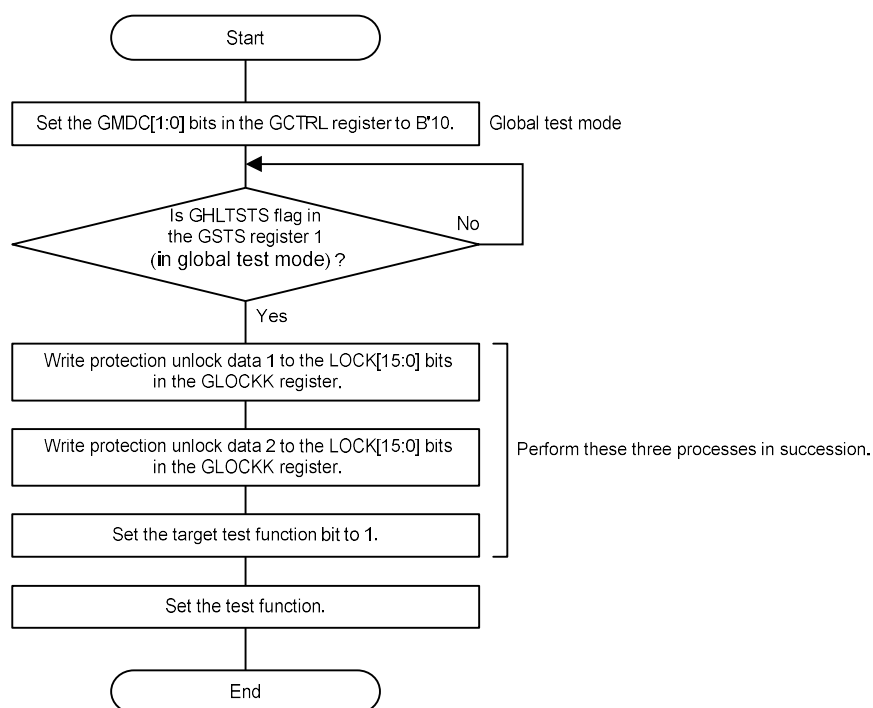 Start
Set the GMDC[1:0] bits in the GCTRL register to B'10.
Global test mode
Is GHLTSTS flag in
the GSTS register 1
(in global test mode) ?
No
Yes
Write protection unlock data 1 to the LOCK[15:0] bits
in the GLOCKK register.
Write protection unlock data 2 to the LOCK[15:0] bits
in the GLOCKK register.
Perform these three processes in succession.
Set the target test function bit to 1.
Set the test function.
End